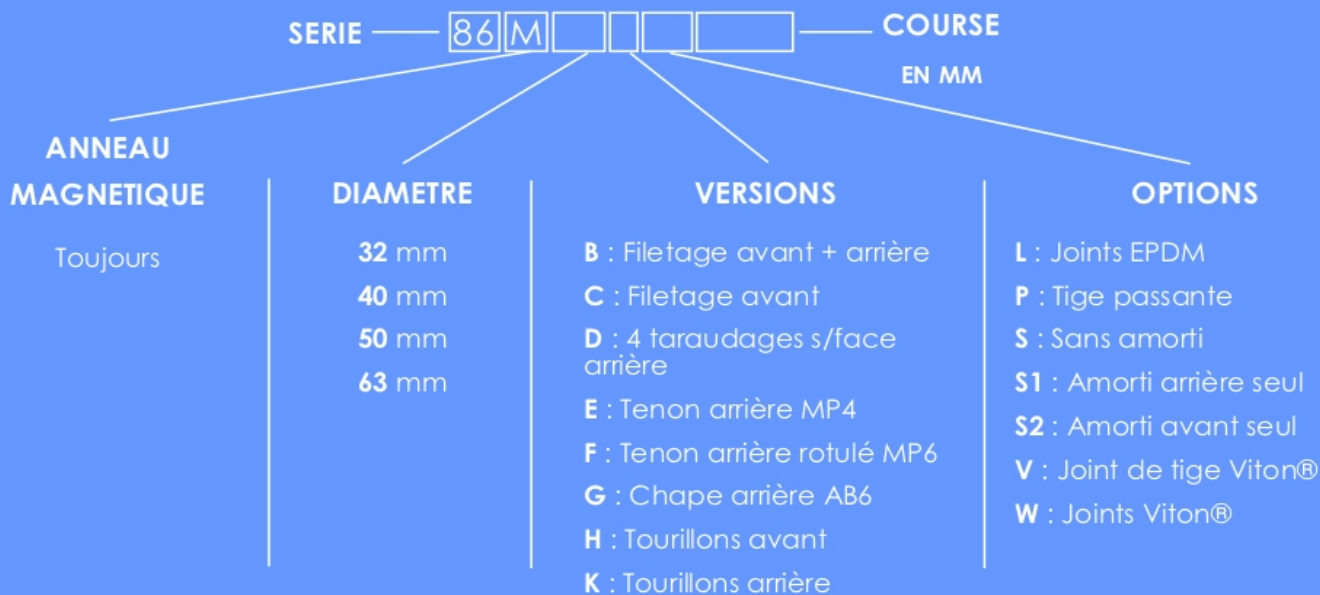 SERIE 86 M COURSE
EN MM
ANNEAU
MAGNETIQUE
Toujours
DIAMETRE
32 mm
40 mm
50 mm
63 mm
VERSIONS
B : Filetage avant + arrière
C : Filetage avant
D : 4 taraudages s/face
arrière
E : Tenon arrière MP4
F : Tenon arrière rotulé MP6
G : Chape arrière AB6
H : Tourillons avant
K : Tourillons arrière
OPTIONS
L : Joints EPDM
P : Tige passante
S : Sans amorti
S1 : Amorti arrière seul
S2 : Amorti avant seul
V : Joint de tige Viton®
W : Joints Viton®